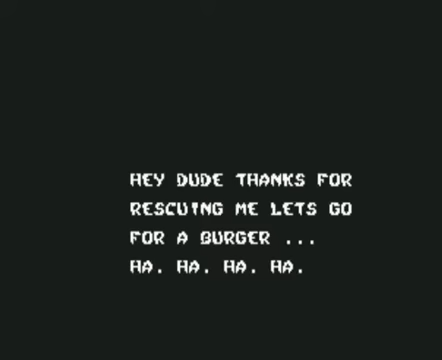 HEY DUDE THANKS FOR
RESCUING ME LETS GO
FOR A BURGER ...
HA. HA. HA. HA.